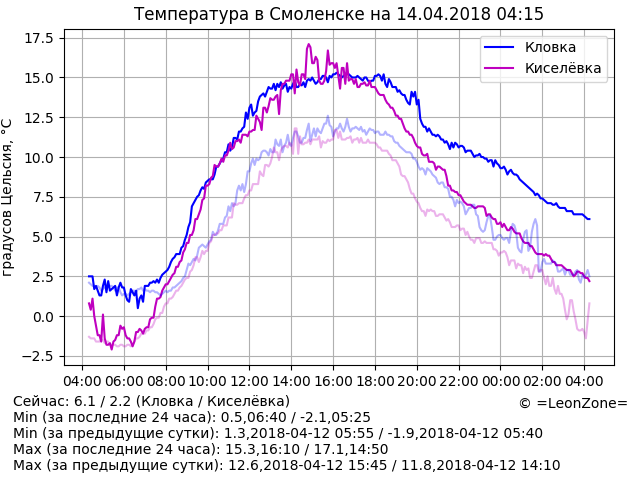 Температура в Смоленске на 14.04.2018 04:15
градусов Цельсия, °C
17.5
15.0
12.5
10.0
7.5
5.0
2.5
0.0
−2.5
Кловка
Киселёвка
04:00 06:00 08:00 10:00 12:00 14:00 16:00 18:00 20:00 22:00 00:00 02:00 04:00
Сейчас: 6.1 / 2.2 (Кловка / Киселёвка)
© =LeonZone=
Min (за последние 24 часа): 0.5,06:40 / -2.1,05:25
Min (за предыдущие сутки): 1.3,2018-04-12 05:55 / -1.9,2018-04-12 05:40
Max (за последние 24 часа): 15.3,16:10 / 17.1,14:50
Max (за предыдущие сутки): 12.6,2018-04-12 15:45 / 11.8,2018-04-12 14:10